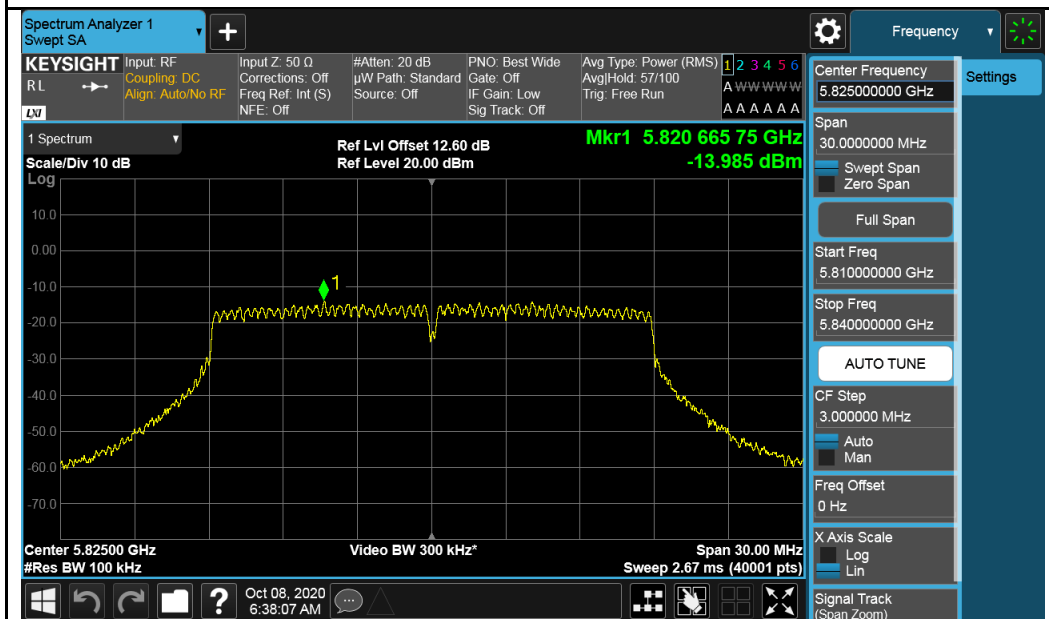 Spectrum Analyzer 1
Swept SA
+
Frequency
KEYSIGHT
RL
LXI
Input: RF
Coupling: DC
Align: Auto/No RF
Input Z: 50 Ω
Corrections: Off
Freq Ref: Int (S)
NFE: Off
#Atten: 20 dB
µW Path: Standard
Source: Off
PNO: Best Wide
Gate: Off
IF Gain: Low
Sig Track: Off
Avg Type: Power (RMS)
Avg|Hold: 57/100
Trig: Free Run
1 2 3 4 5 6
A W W W W W
A A A A A A
1 Spectrum
Scale/Div 10 dB
Log
Ref Lvl Offset 12.60 dB
Ref Level 20.00 dBm
Mkr1 5.820 665 75 GHz
-13.985 dBm
10.0
0.00
-10.0
-20.0
-30.0
-40.0
-50.0
-60.0
-70.0
1
Center 5.82500 GHz
#Res BW 100 kHz
Video BW 300 kHz*
Span 30.00 MHz
Sweep 2.67 ms (40001 pts)
Oct 08, 2020
6:38:07 AM
?
Center Frequency
5.825000000 GHz
Settings
Span
30.0000000 MHz
Swept Span
Zero Span
Full Span
Start Freq
5.810000000 GHz
Stop Freq
5.840000000 GHz
AUTO TUNE
CF Step
3.000000 MHz
Auto
Man
Freq Offset
0 Hz
X Axis Scale
Log
Lin
Signal Track
(Span Zoom)